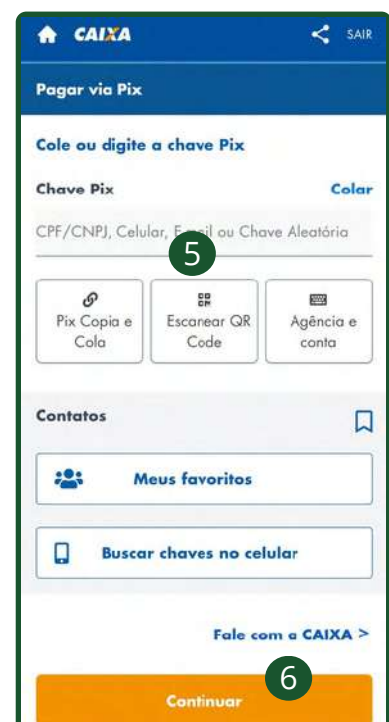 CAIXA SAIR
Pagar via Pix
Cole ou digite a chave Pix
Chave Pix Colar
CPF/CNPJ, Celular, E-mail ou Chave Aleatória
5
Pix Copia e
Cola
Escanear QR
Code
Agência e
conta
Contatos
Meus favoritos
Buscar chaves no celular
Fale com a CAIXA >
6
Continuar